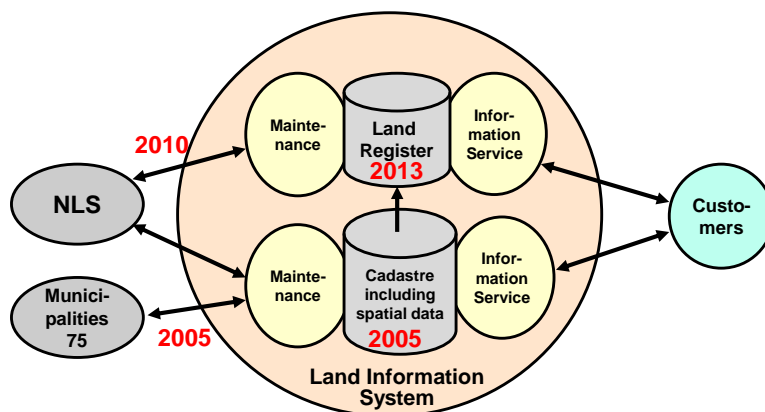 2010
NLS
Munici-
palities
75
2005
Mainte-
nance
Land
Register
2013
Infor-
mation
Service
Mainte-
nance
Cadastre
including
spatial data
2005
Infor-
mation
Service
Land Information
System
Custo-
mers